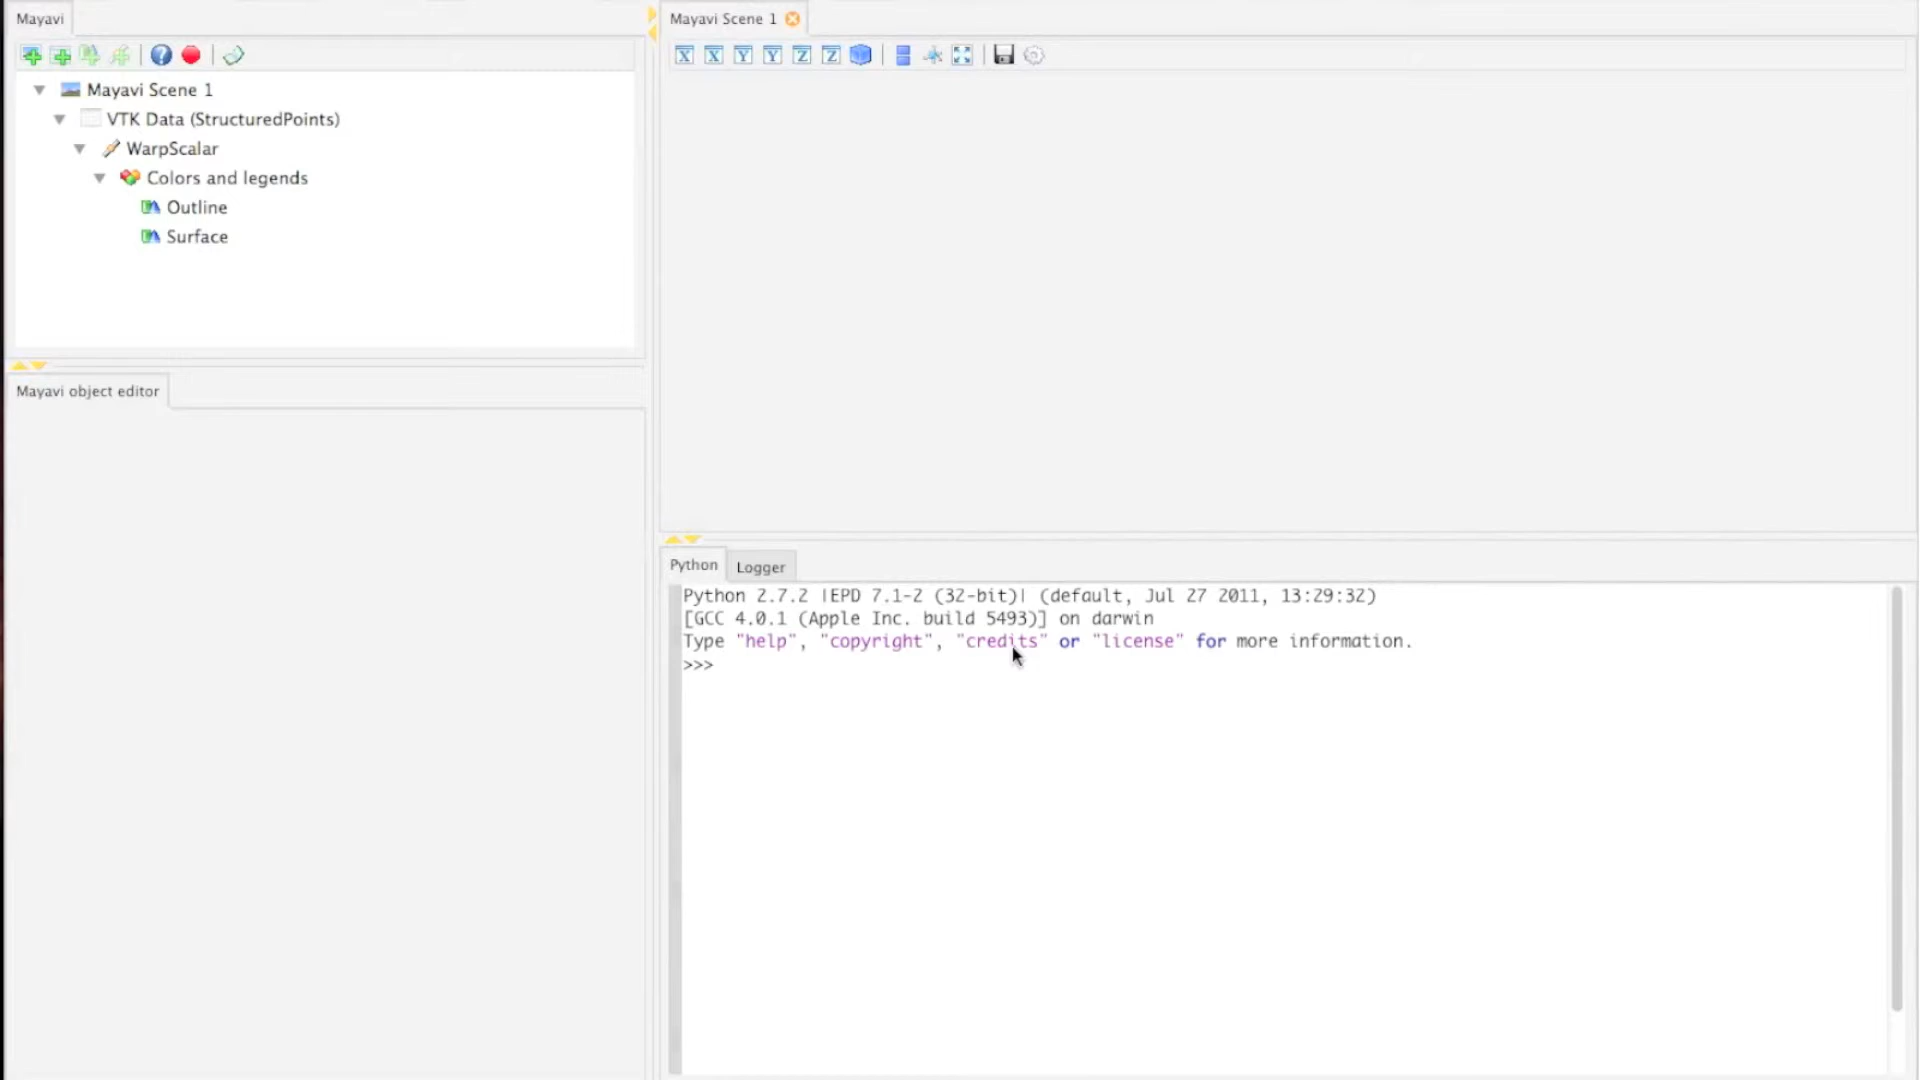 Mayavi
Mayavi Scene 1
VTK Data (StructuredPoints)
WarpScalar
Colors and legends
Outline
Surface
Mayavi object editor
Mayavi Scene 1
X X Y Y Z Z
Python Logger
Python 2.7.2 |EPD 7.1-2 (32-bit)| (default, Jul 27 2011, 13:29:32)
[GCC 4.0.1 (Apple Inc. build 5493)] on darwin
Type "help", "copyright", "credits" or "license" for more information.
>>>